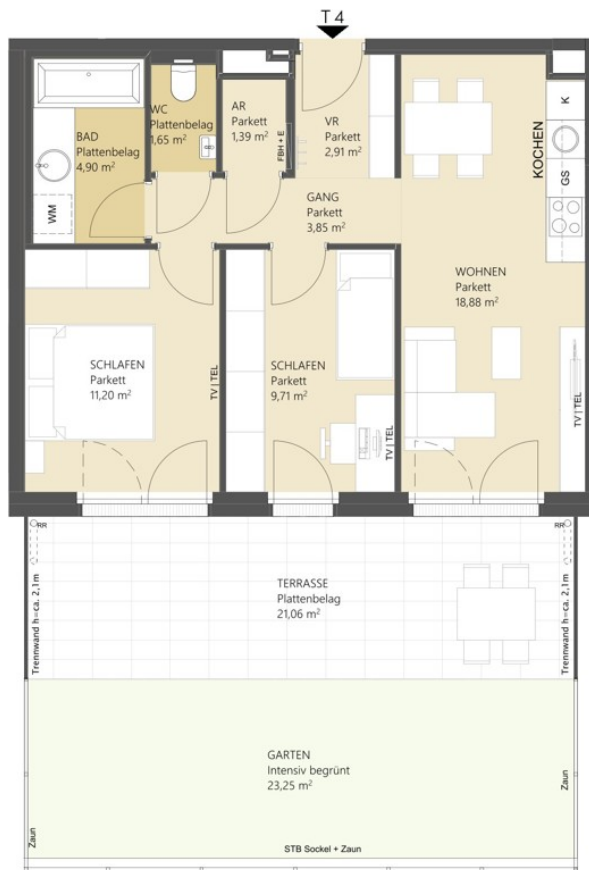 T 4
BAD
Plattenbelag
4,90 m²
WM
WC
Plattenbelag
1,65 m²
AR
Parkett
1,39 m²
FBH + E
VR
Parkett
2,91 m²
GANG
Parkett
3,85 m²
KOCHEN
K
GS
WOHNEN
Parkett
18,88 m²
TV | TEL
SCHLAFEN
Parkett
11,20 m²
TV | TEL
SCHLAFEN
Parkett
9,71 m²
TV | TEL
RR
RR
Trennwand h=ca. 2,1m
TERRASSE
Plattenbelag
21,06 m²
Trennwand h=ca. 2,1m
GARTEN
Intensiv begrünt
23,25 m²
Zaun
Zaun
STB Sockel + Zaun